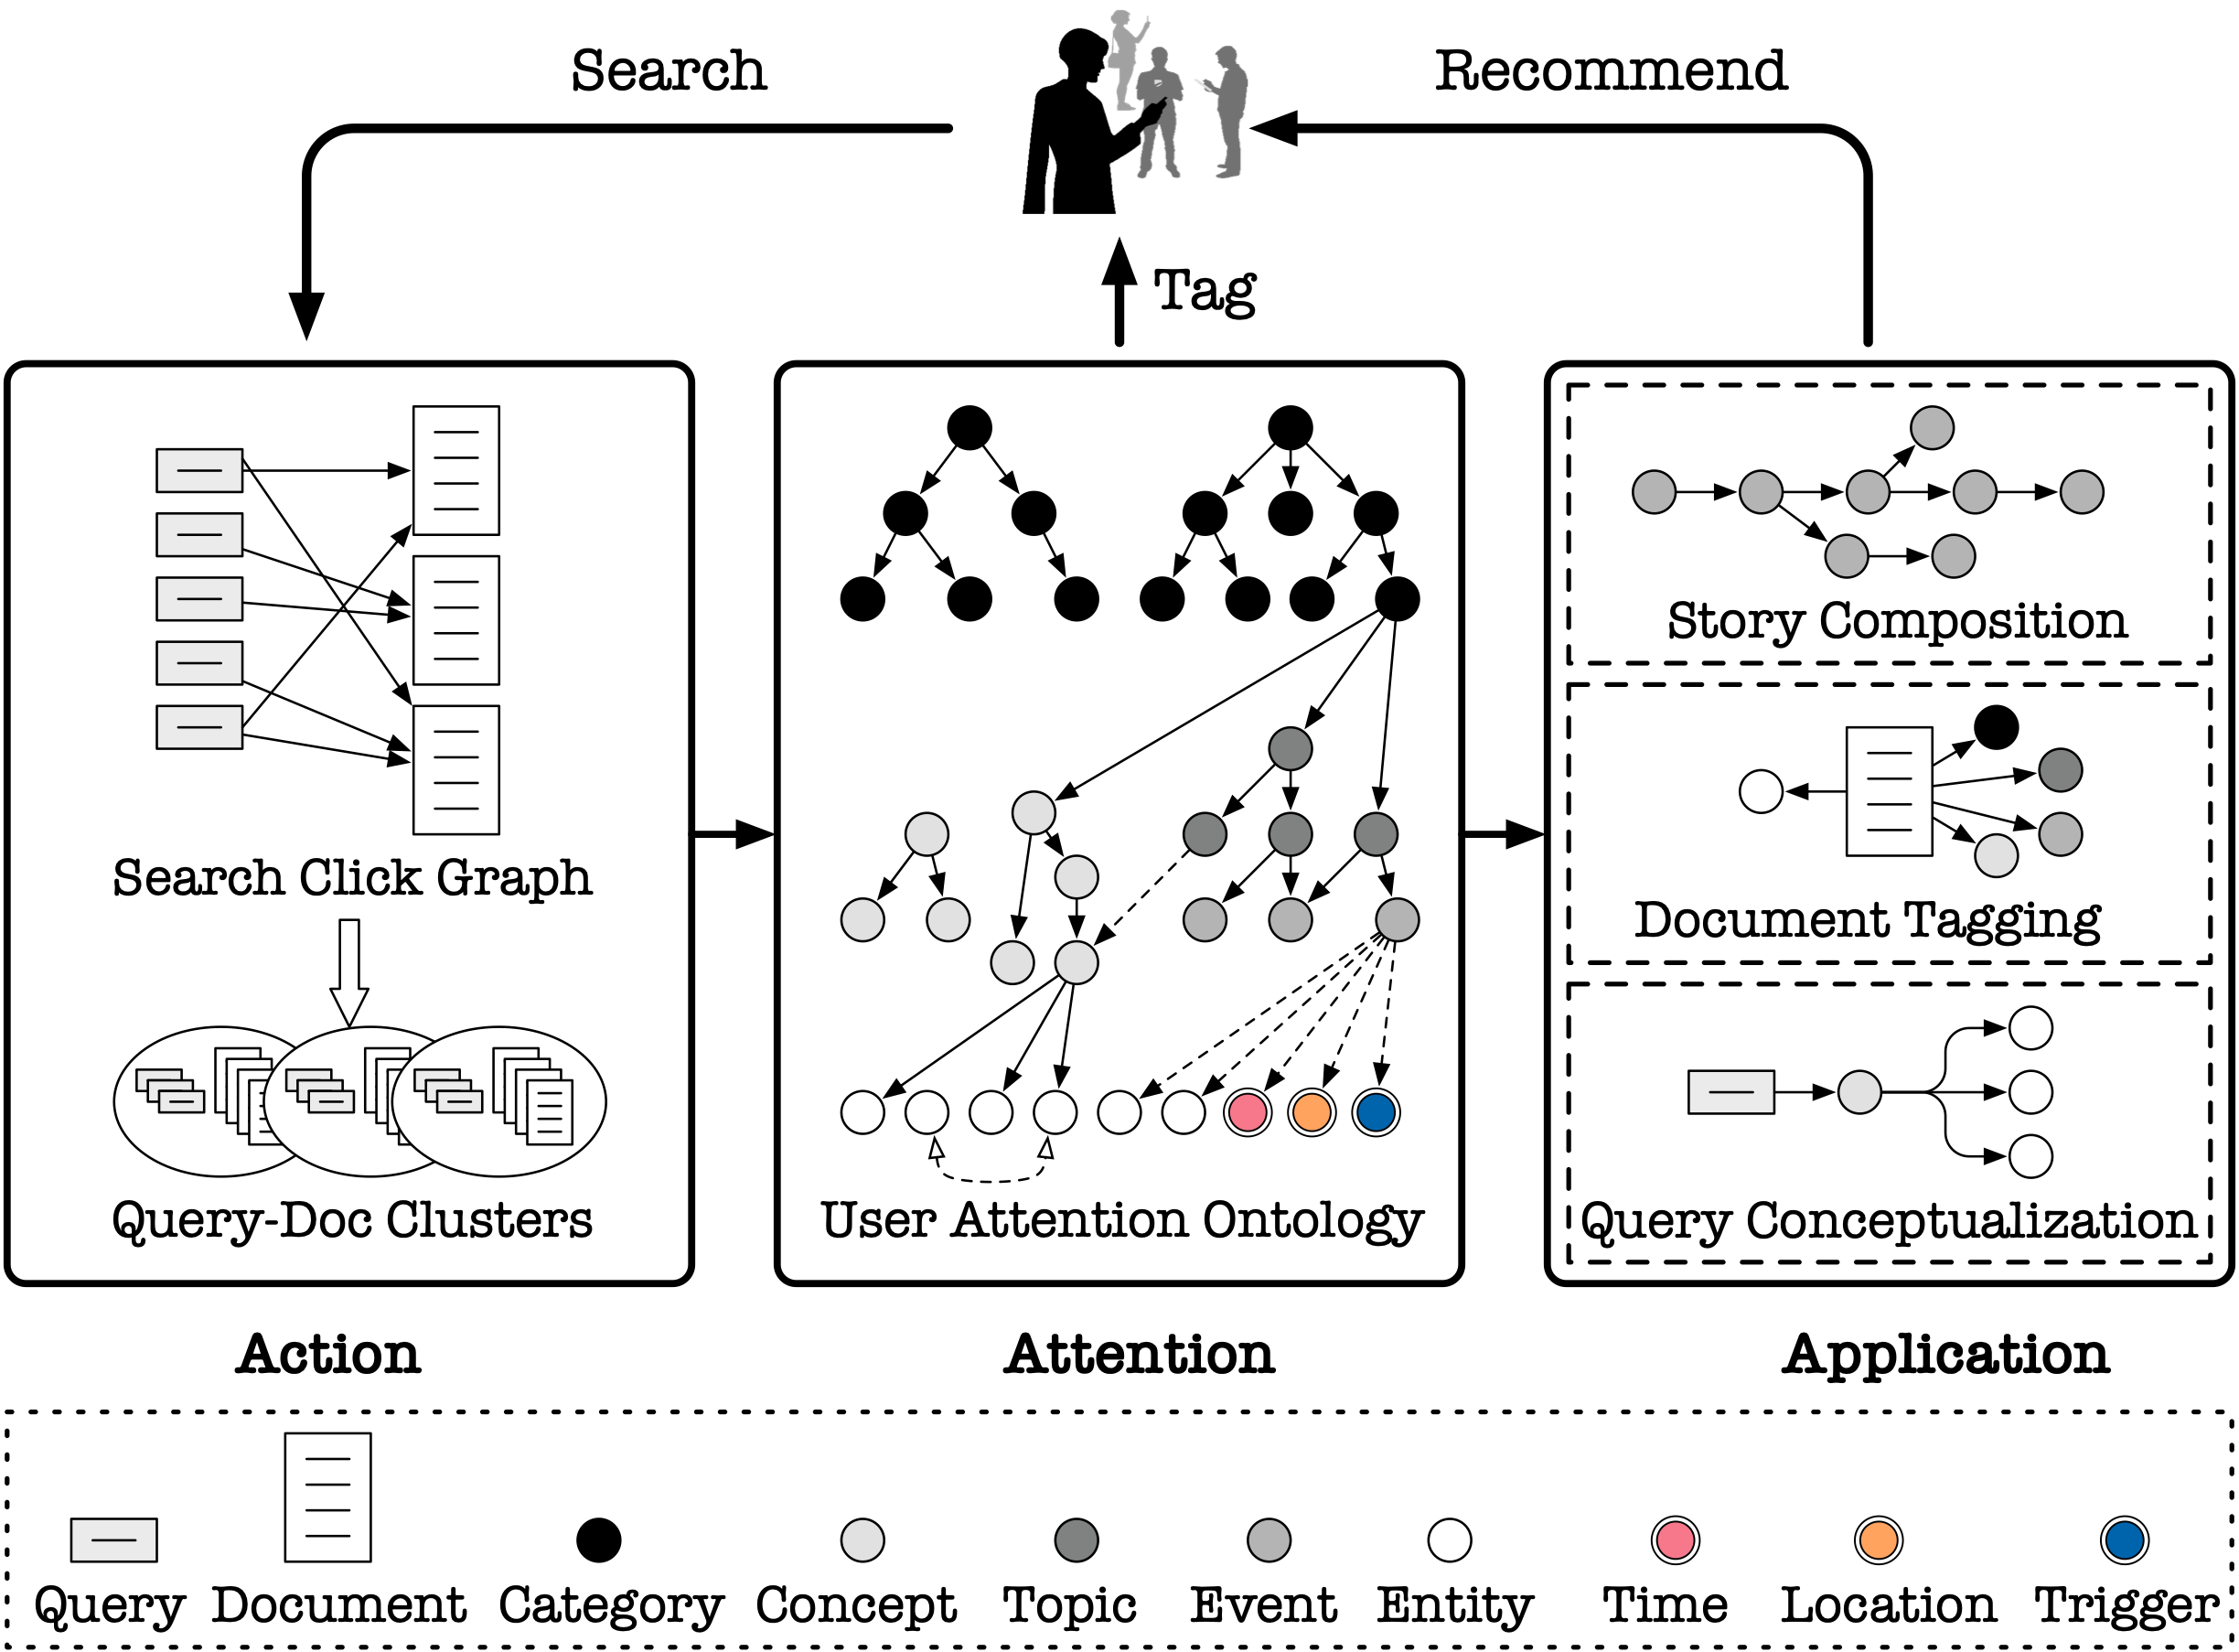 Search
Recommend
Tag
Search Click Graph
Query-Doc Clusters
User Attention Ontology
Story Composition
Document Tagging
Query Conceptualization
Action
Attention
Application
Query
Document
Category
Concept
Topic
Event
Entity
Time
Location
Trigger